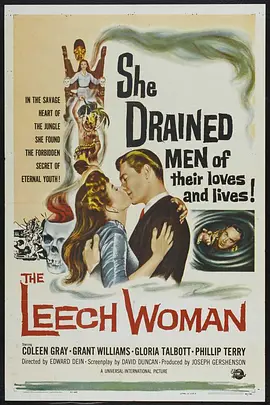 She
DRAINED
MEN of
their loves
and lives!
IN THE SAVAGE
HEART OF
THE JUNGLE
SHE FOUND
THE FORBIDDEN
SECRET OF
ETERNAL YOUTH!
THE
LEECH WOMAN
Starring
COLEEN GRAY · GRANT WILLIAMS · GLORIA TALBOTT · PHILLIP TERRY
Directed by EDWARD DEIN · Screenplay by DAVID DUNCAN · Produced by JOSEPH GERSHENSON
A UNIVERSAL-INTERNATIONAL PICTURE